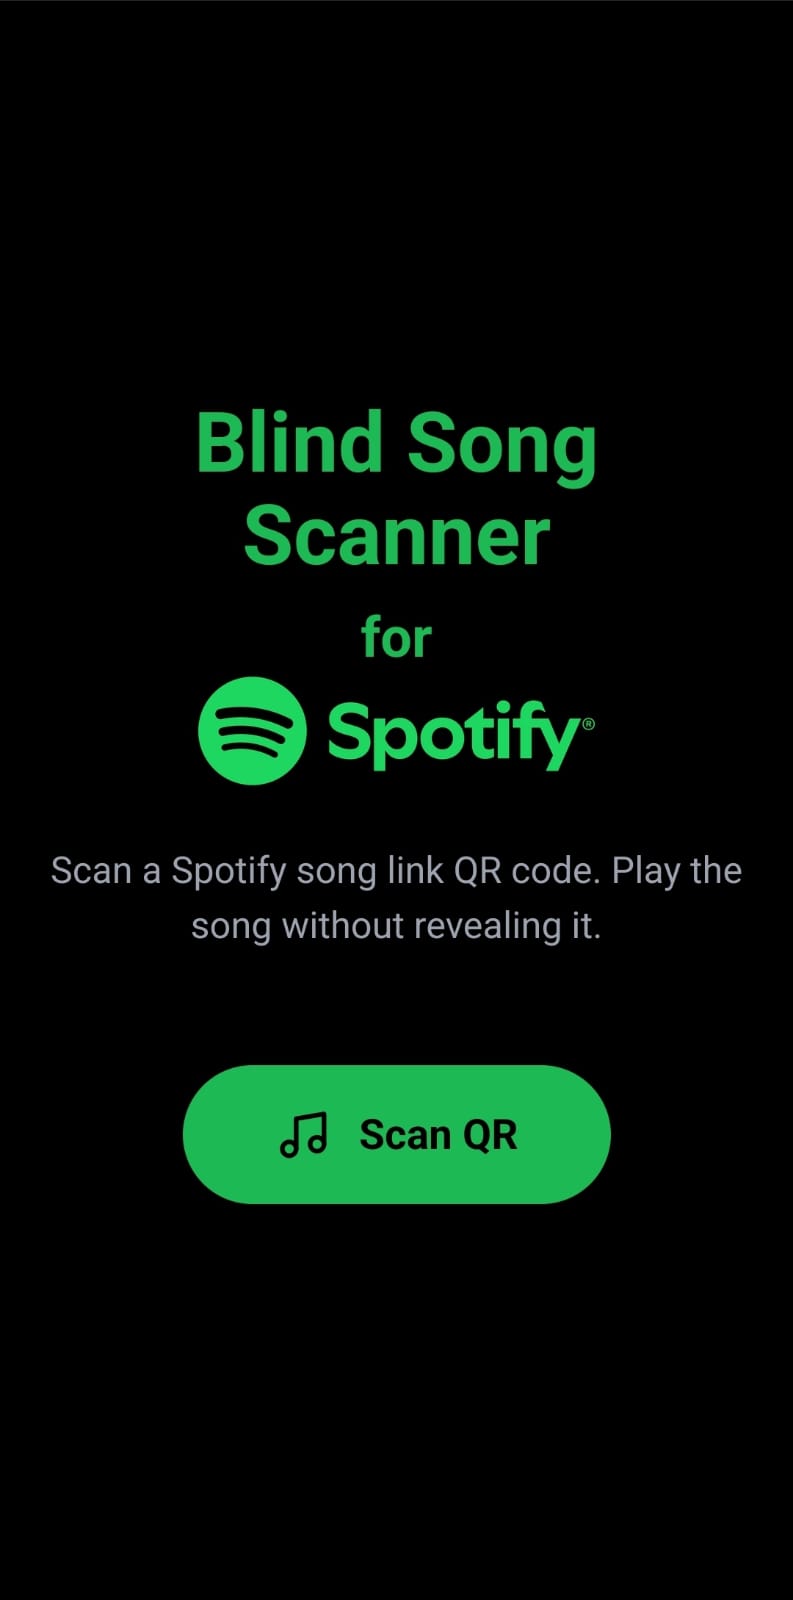 Blind Song
Scanner
for
Spotify®
Scan a Spotify song link QR code. Play the
song without revealing it.
Scan QR